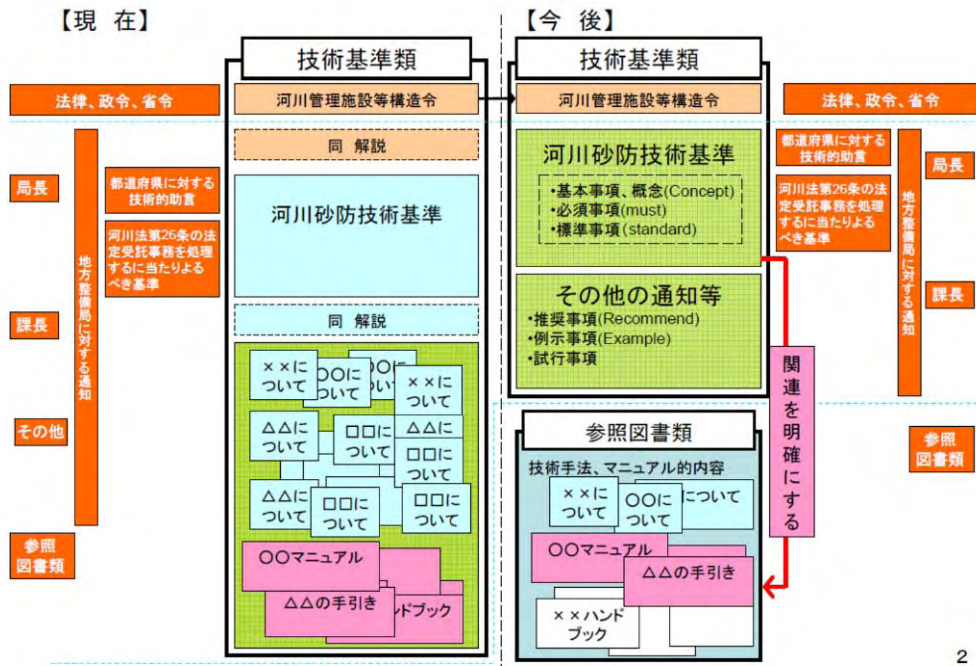 【現 在】
技術基準類
法律、政令、省令
河川管理施設等構造令
同 解説
局長
都道府県に対する
技術的助言
河川砂防技術基準
河川法第26条の法
定受託事務を処理
するに当たりよる
べき基準
地方整備局に対する通知
課長
同 解説
××に
ついて
〇〇に
ついて
〇〇に
ついて
××に
ついて
その他
△△に
ついて
□□に
ついて
△△に
□□に
ついて
△△に
ついて
□□に
ついて
□□に
ついて
参照
図書類
〇〇マニュアル
△△の手引き
ンドブック
【今 後】
技術基準類
河川管理施設等構造令
法律、政令、省令
河川砂防技術基準
•基本事項、概念(Concept)
•必須事項(must)
•標準事項(standard)
都道府県に対する
技術的助言
局長
河川法第26条の法
定受託事務を処理
するに当たりよる
べき基準
地方整備局に対する通知
課長
その他の通知等
•推奨事項(Recommend)
•例示事項(Example)
•試行事項
関連を明確にする
参照図書類
参照
図書類
技術手法、マニュアル的内容
××に
ついて
〇〇に
ついて
について
〇〇マニュアル
△△の手引き
××ハンド
ブック
2